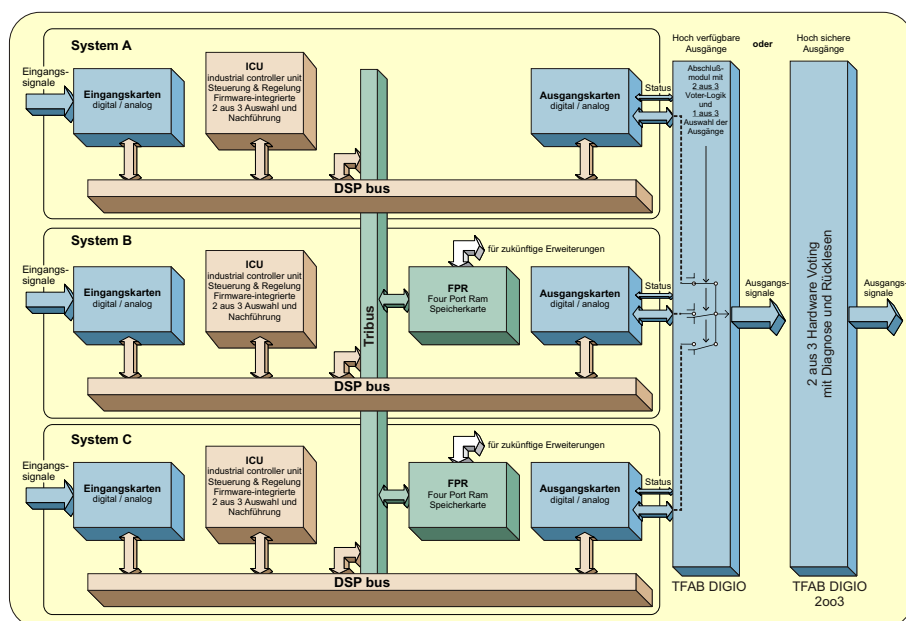 System A
Eingangs-
signale
Eingangskarten
digital / analog
ICU
industrial controller unit
Steuerung & Regelung
Firmware-integrierte
2 aus 3 Auswahl und
Nachführung
Ausgangskarten
digital / analog
Status
DSP bus
Hoch verfügbare
Ausgänge
oder
Hoch sichere
Ausgänge
Abschluß-
modul mit
2 aus 3
Voter-Logik
und
1 aus 3
Auswahl der
Ausgänge
System B
Eingangs-
signale
Eingangskarten
digital / analog
ICU
industrial controller unit
Steuerung & Regelung
Firmware-integrierte
2 aus 3 Auswahl und
Nachführung
Tribus
für zukünftige Erweiterungen
FPR
Four Port Ram
Speicherkarte
Ausgangskarten
digital / analog
Status
DSP bus
Ausgangs-
signale
2 aus 3 Hardware Voting
mit Diagnose und Rücklesen
Ausgangs-
signale
System C
Eingangs-
signale
Eingangskarten
digital / analog
ICU
industrial controller unit
Steuerung & Regelung
Firmware-integrierte
2 aus 3 Auswahl und
Nachführung
für zukünftige Erweiterungen
FPR
Four Port Ram
Speicherkarte
Ausgangskarten
digital / analog
Status
DSP bus
TFAB DIGIO
TFAB DIGIO
2oo3